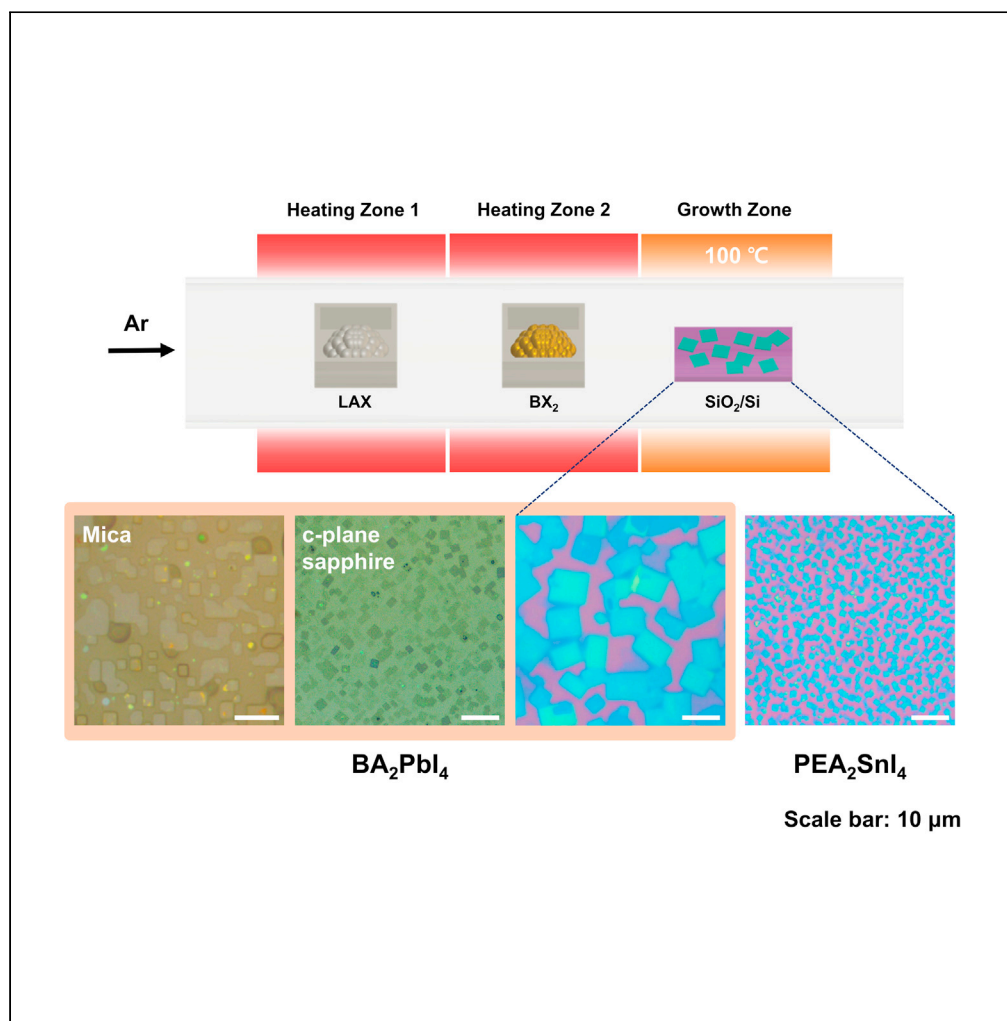 Heating Zone 1
Heating Zone 2
Growth Zone
100 ℃
Ar
LAX
BX₂
SiO₂/Si
Mica
c-plane
sapphire
BA₂PbI₄
PEA₂SnI₄
Scale bar: 10 µm